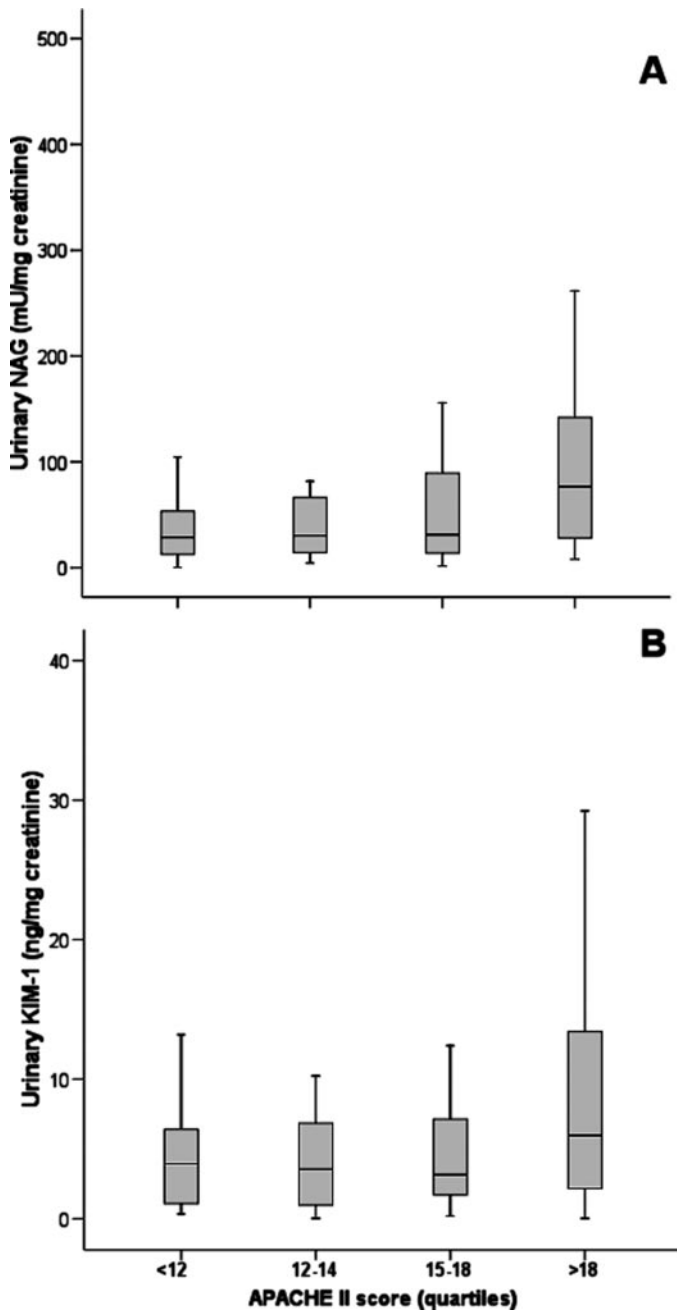 A
Urinary NAG (mU/mg creatinine)
500
400
300
200
100
0
B
Urinary KIM-1 (ng/mg creatinine)
40
30
20
10
0
<12 12-14 15-18 >18
APACHE II score (quartiles)